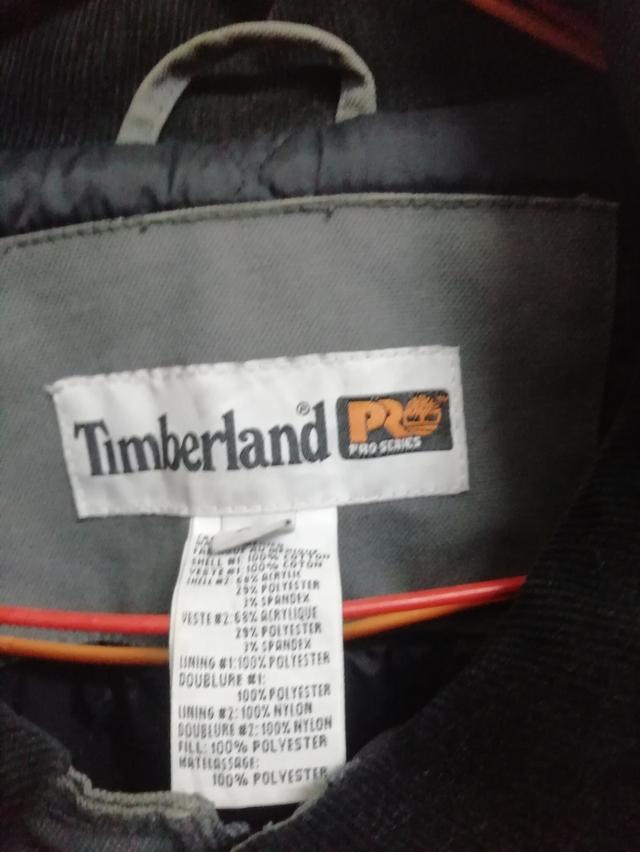 Timberland® PRO
PRO SERIES
SHELL #1: 100% COTTON
VESTE #1: 100% COTON
SHELL #2: 68% ACRYLIC
29% POLYESTER
3% SPANDEX
VESTE #2: 68% ACRYLIQUE
29% POLYESTER
3% SPANDEX
LINING #1: 100% POLYESTER
DOUBLURE #1:
100% POLYESTER
LINING #2: 100% NYLON
DOUBLURE #2: 100% NYLON
FILL: 100% POLYESTER
MATELASSAGE:
100% POLYESTER